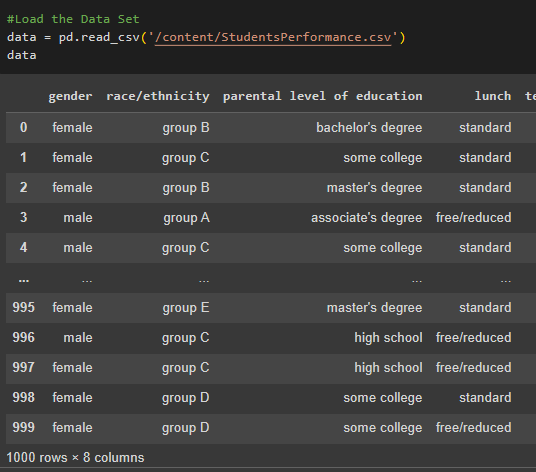 #Load the Data Set
data = pd.read_csv('/content/StudentsPerformance.csv')
data
gender race/ethnicity parental level of education lunch te
0 female group B bachelor's degree standard
1 female group C some college standard
2 female group B master's degree standard
3 male group A associate's degree free/reduced
4 male group C some college standard
... ... ... ... ...
995 female group E master's degree standard
996 male group C high school free/reduced
997 female group C high school free/reduced
998 female group D some college standard
999 female group D some college free/reduced
1000 rows × 8 columns